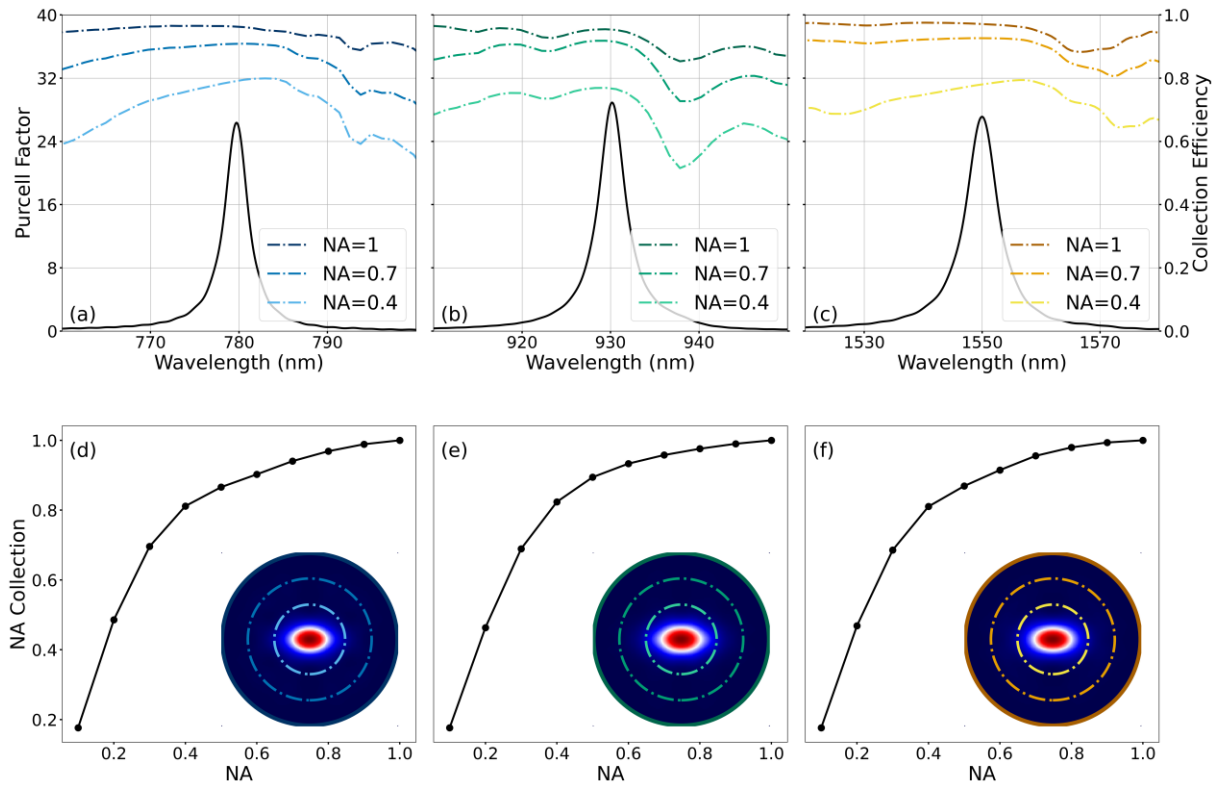 40
32
24
16
8
0
Purcell Factor
NA=1
NA=0.7
NA=0.4
(a)
770 780 790
Wavelength (nm)
NA=1
NA=0.7
NA=0.4
(b)
920 930 940
Wavelength (nm)
NA=1
NA=0.7
NA=0.4
(c)
1530 1550 1570
Wavelength (nm)
1.0
0.8
0.6
0.4
0.2
0.0
Collection Efficiency
1.0
0.8
0.6
0.4
0.2
NA Collection
(d)
0.2 0.4 0.6 0.8 1.0
NA
(e)
0.2 0.4 0.6 0.8 1.0
NA
(f)
0.2 0.4 0.6 0.8 1.0
NA